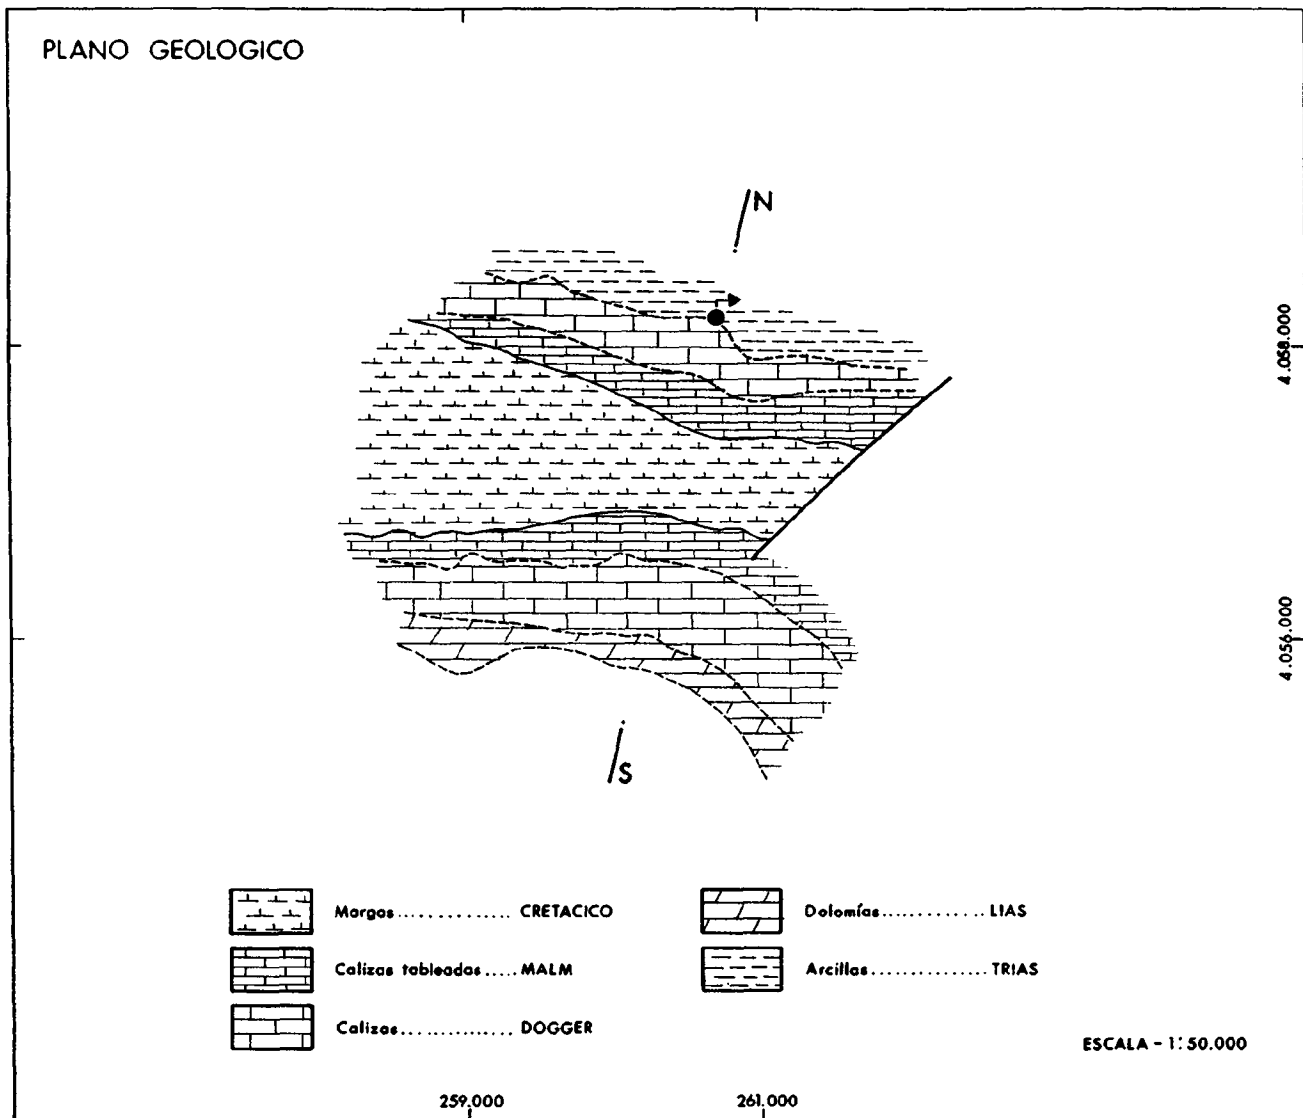 PLANO GEOLOGICO
N
4.058.000
4.056.000
S
Margas ............. CRETACICO
Calizas tableadas ..... MALM
Calizas ............. DOGGER
Dolomías ............ LIAS
Arcillas .............. TRIAS
ESCALA - 1:50.000
259.000
261.000